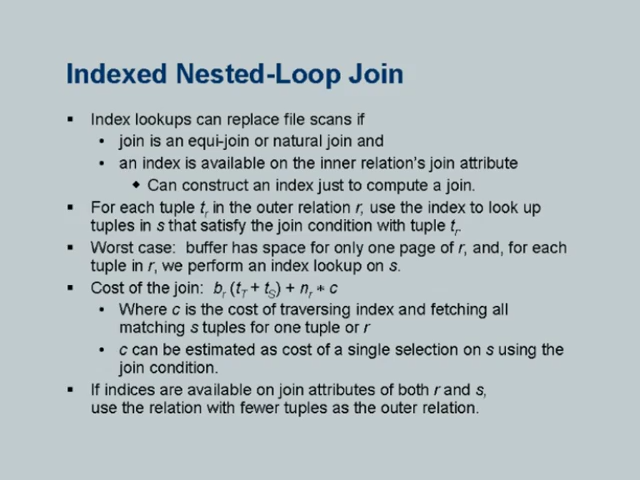 Indexed Nested-Loop Join
▪ Index lookups can replace file scans if
• join is an equi-join or natural join and
• an index is available on the inner relation's join attribute
◆ Can construct an index just to compute a join.
▪ For each tuple tr in the outer relation r, use the index to look up
tuples in s that satisfy the join condition with tuple tr.
▪ Worst case: buffer has space for only one page of r, and, for each
tuple in r, we perform an index lookup on s.
▪ Cost of the join: br (tT + tS) + nr ∗ c
• Where c is the cost of traversing index and fetching all
matching s tuples for one tuple or r
• c can be estimated as cost of a single selection on s using the
join condition.
▪ If indices are available on join attributes of both r and s,
use the relation with fewer tuples as the outer relation.